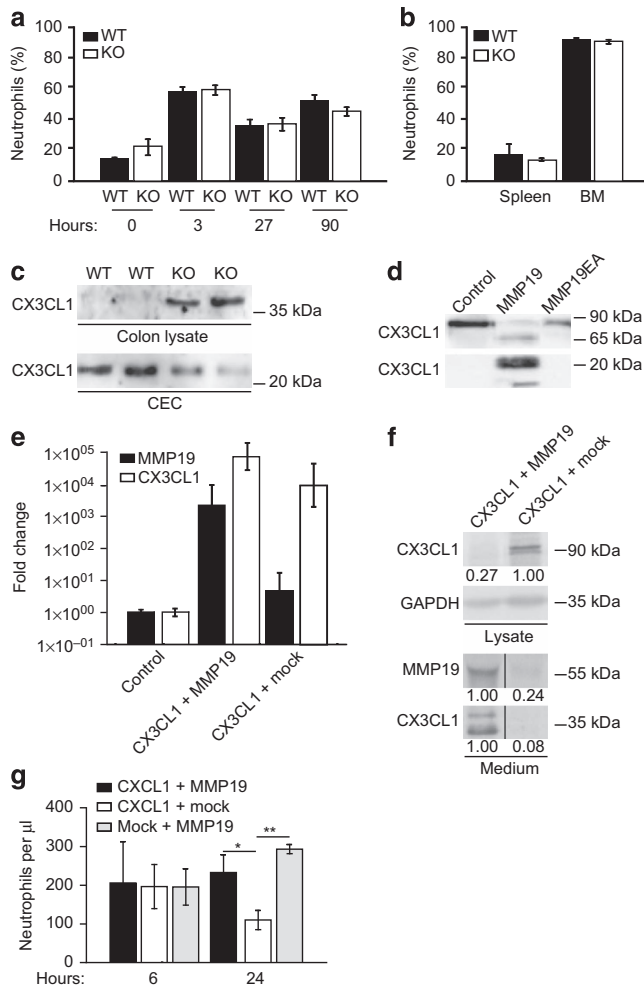 a
WT
KO
Neutrophils (%)
100
80
60
40
20
0
WT KO WT KO WT KO WT KO
Hours: 0 3 27 90
b
WT
KO
Neutrophils (%)
100
80
60
40
20
0
Spleen BM
c
WT WT KO KO
CX3CL1
35 kDa
Colon lysate
CX3CL1
20 kDa
CEC
d
Control MMP19 MMP19EA
90 kDa
CX3CL1
65 kDa
CX3CL1
20 kDa
e
MMP19
CX3CL1
Fold change
1×10+05
1×10+04
1×10+03
1×10+02
1×10+01
1×10+00
1×10−01
Control
CX3CL1 + MMP19
CX3CL1 + mock
f
CX3CL1 + MMP19
CX3CL1 + mock
CX3CL1
90 kDa
0.27 1.00
GAPDH
35 kDa
Lysate
MMP19
55 kDa
1.00 0.24
CX3CL1
35 kDa
1.00 0.08
Medium
g
CXCL1 + MMP19
CXCL1 + mock
Mock + MMP19
Neutrophils per µl
400
300
200
100
0
* **
Hours: 6 24